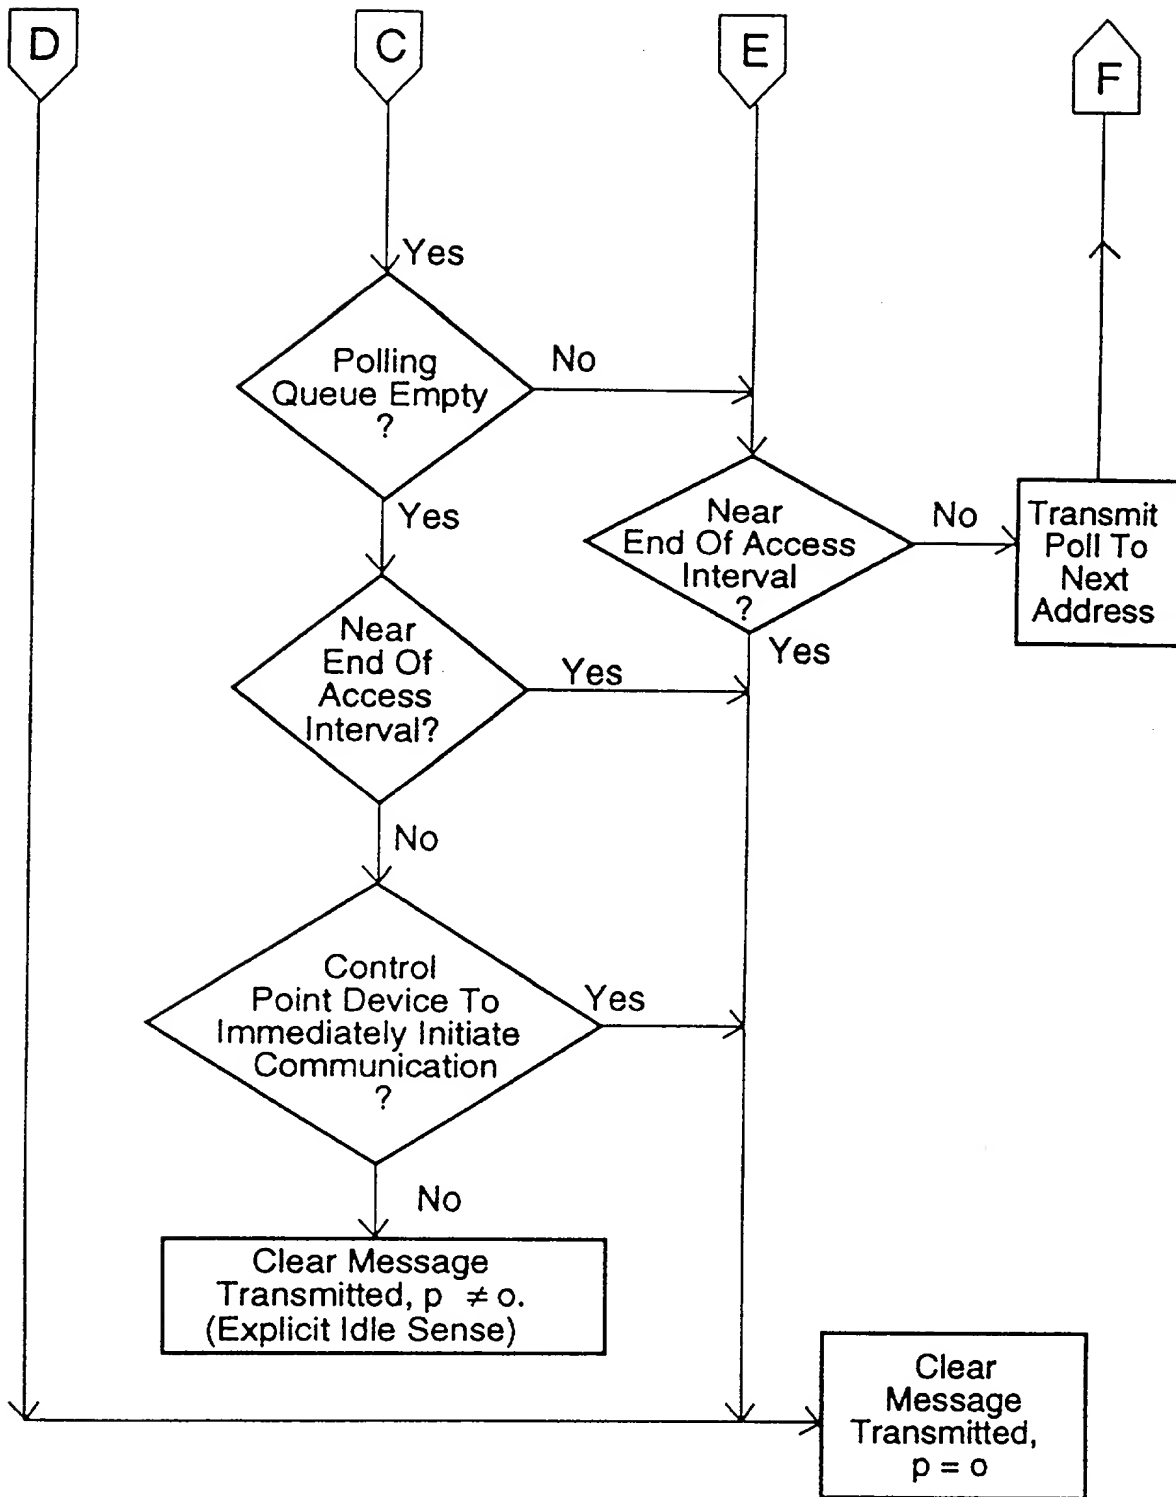 D
C
E
F
Yes
Polling
Queue Empty
?
No
Yes
Near
End Of Access
Interval
?
No
Transmit
Poll To
Next
Address
Yes
Near
End Of
Access
Interval?
Yes
No
Control
Point Device To
Immediately Initiate
Communication
?
Yes
No
Clear Message
Transmitted, p ≠ o.
(Explicit Idle Sense)
Clear
Message
Transmitted,
p = o